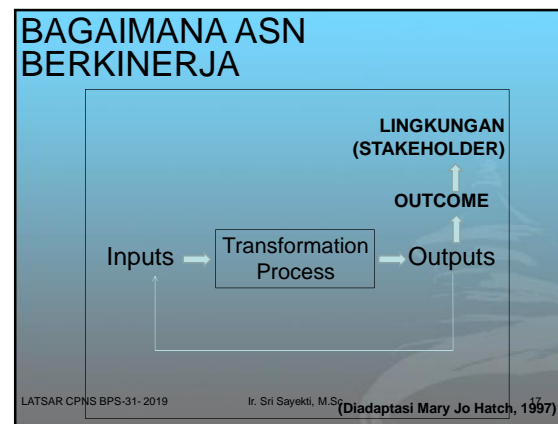 BAGAIMANA ASN
BERKINERJA
LINGKUNGAN
(STAKEHOLDER)
OUTCOME
Inputs
Transformation
Process
Outputs
LATSAR CPNS BPS-31- 2019
Ir. Sri Sayekti, M.Sc
17
(Diadaptasi Mary Jo Hatch, 1997)